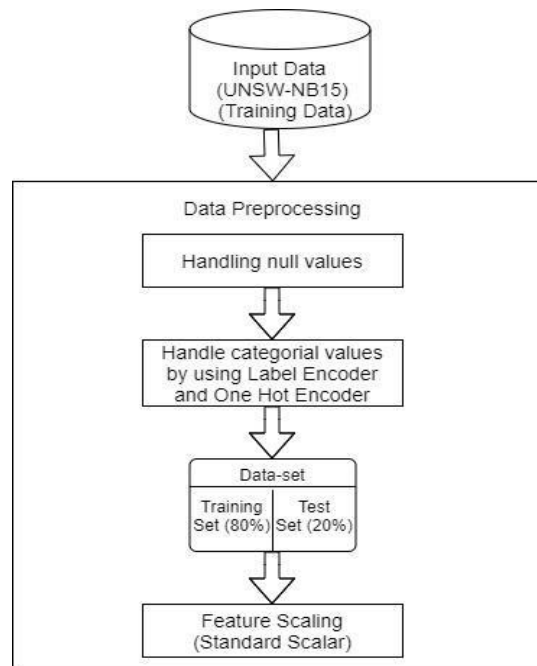 Input Data
(UNSW-NB15)
(Training Data)
Data Preprocessing
Handling null values
Handle categorial values
by using Label Encoder
and One Hot Encoder
Data-set
Training
Set (80%)
Test
Set (20%)
Feature Scaling
(Standard Scalar)